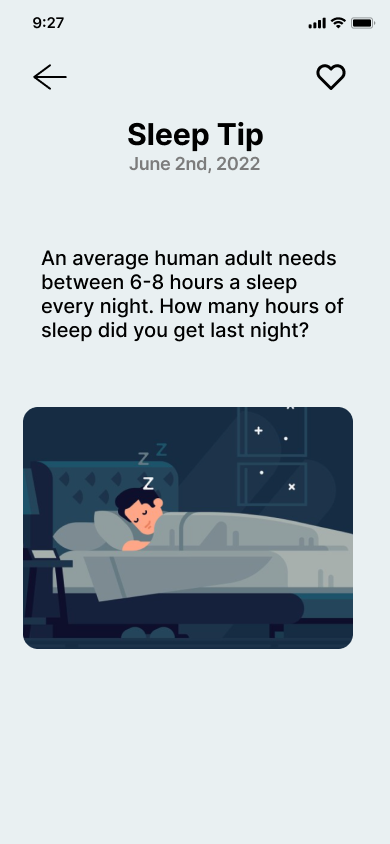 9:27
Sleep Tip
June 2nd, 2022
An average human adult needs
between 6-8 hours a sleep
every night. How many hours of
sleep did you get last night?
Z
Z
Z